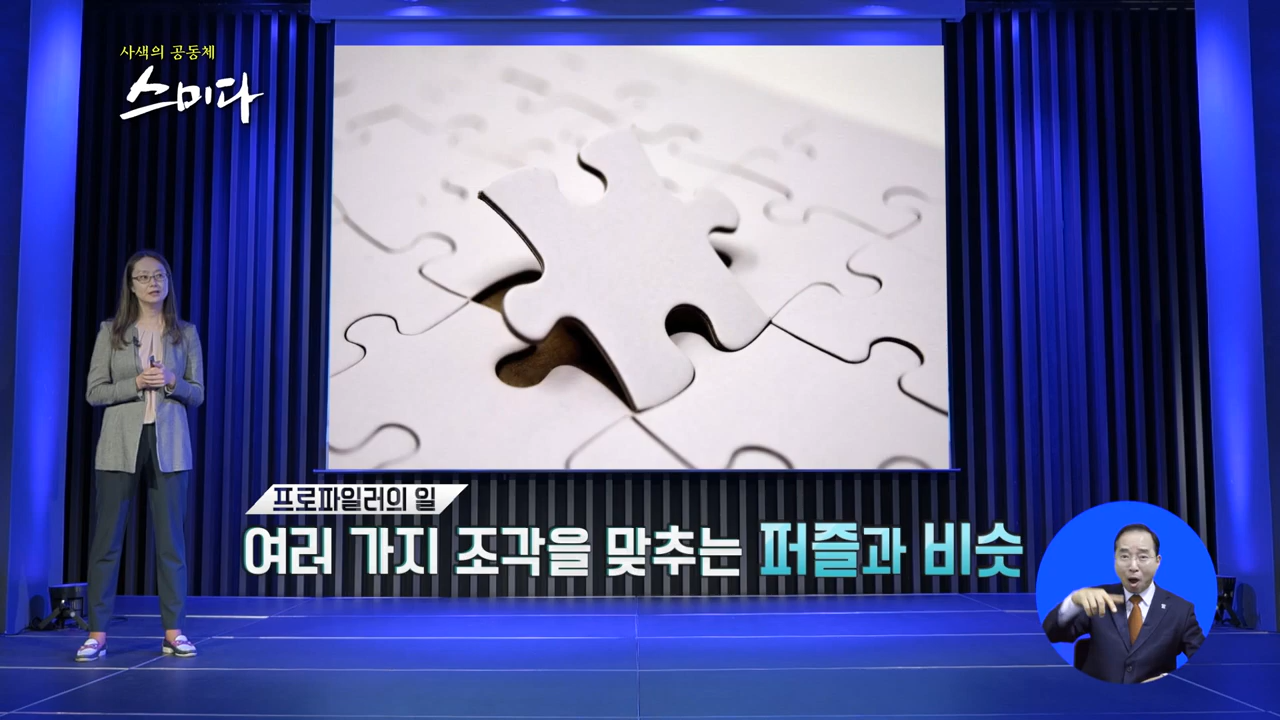 사색의 공동체
스미다
프로파일러의 일
여러 가지 조각을 맞추는 퍼즐과 비슷